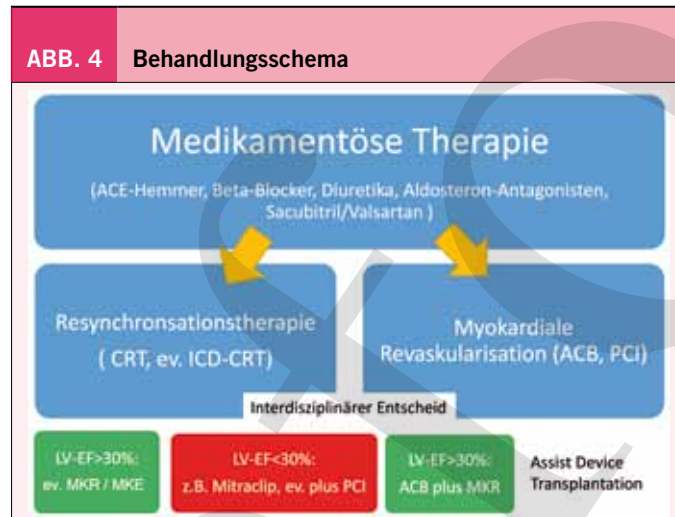 ABB. 4 Behandlungsschema
Medikamentöse Therapie
(ACE-Hemmer, Beta-Blocker, Diuretika, Aldosteron-Antagonisten,
Sacubitril/Valsartan )
Resynchronsationstherapie
( CRT, ev. ICD-CRT)
Myokardiale
Revaskularisation (ACB, PCI)
Interdisziplinärer Entscheid
LV-EF>30%:
ev. MKR / MKE
LV-EF<30%:
z.B. Mitraclip, ev. plus PCI
LV-EF>30%:
ACB plus MKR
Assist Device
Transplantation